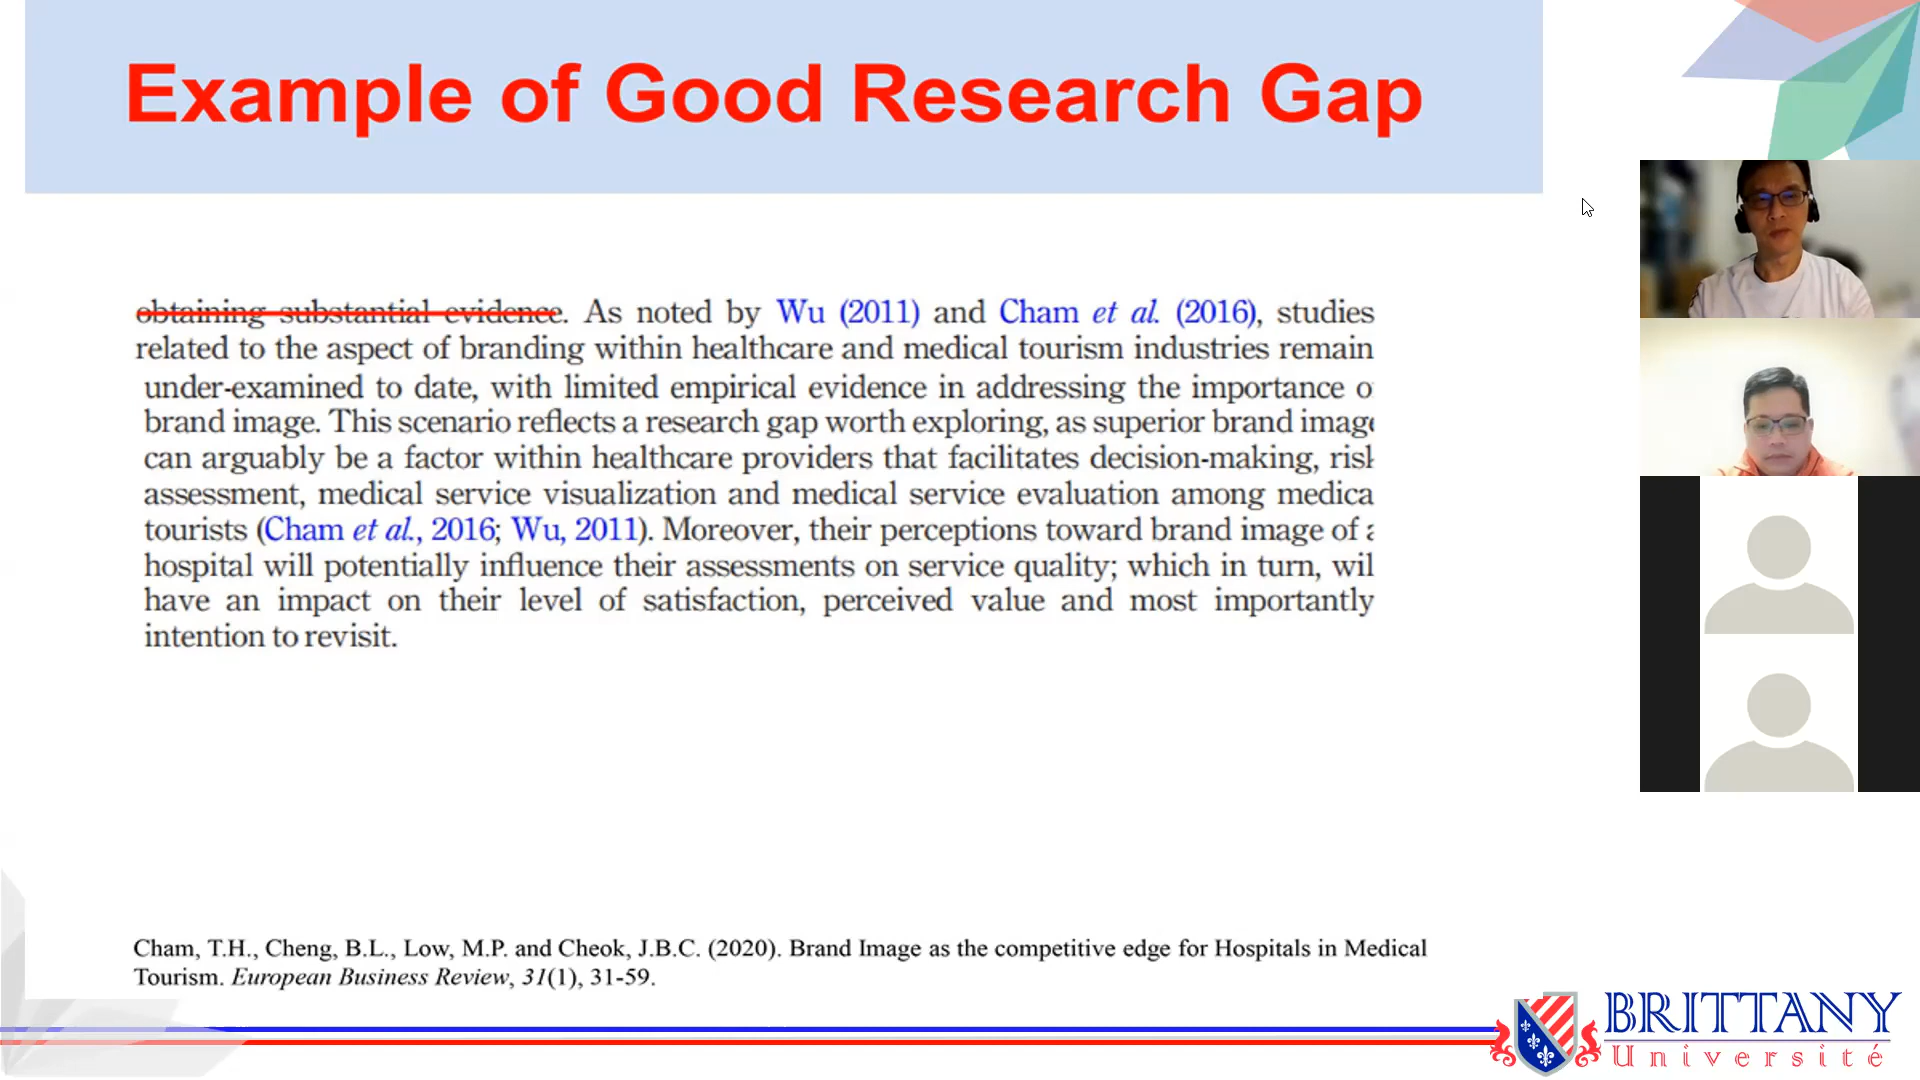 Example of Good Research Gap
obtaining substantial evidence. As noted by Wu (2011) and Cham et al. (2016), studies
related to the aspect of branding within healthcare and medical tourism industries remain
under-examined to date, with limited empirical evidence in addressing the importance o
brand image. This scenario reflects a research gap worth exploring, as superior brand image
can arguably be a factor within healthcare providers that facilitates decision-making, risk
assessment, medical service visualization and medical service evaluation among medica
tourists (Cham et al., 2016; Wu, 2011). Moreover, their perceptions toward brand image of a
hospital will potentially influence their assessments on service quality; which in turn, wil
have an impact on their level of satisfaction, perceived value and most importantly
intention to revisit.
Cham, T.H., Cheng, B.L., Low, M.P. and Cheok, J.B.C. (2020). Brand Image as the competitive edge for Hospitals in Medical
Tourism. European Business Review, 31(1), 31-59.
BRITTANY
Université